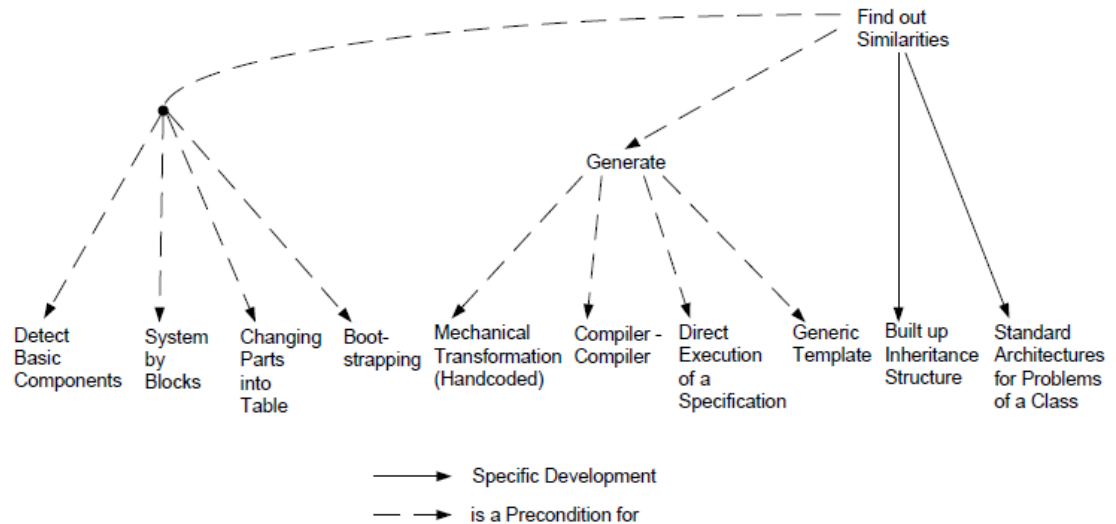 Find out
Similarities
Generate
Detect
Basic
Components
System
by
Blocks
Changing
Parts
into
Table
Boot-
strapping
Mechanical
Transformation
(Handcoded)
Compiler -
Compiler
Direct
Execution
of a
Specification
Generic
Template
Built up
Inheritance
Structure
Standard
Architectures
for Problems
of a Class
Specific Development
is a Precondition for